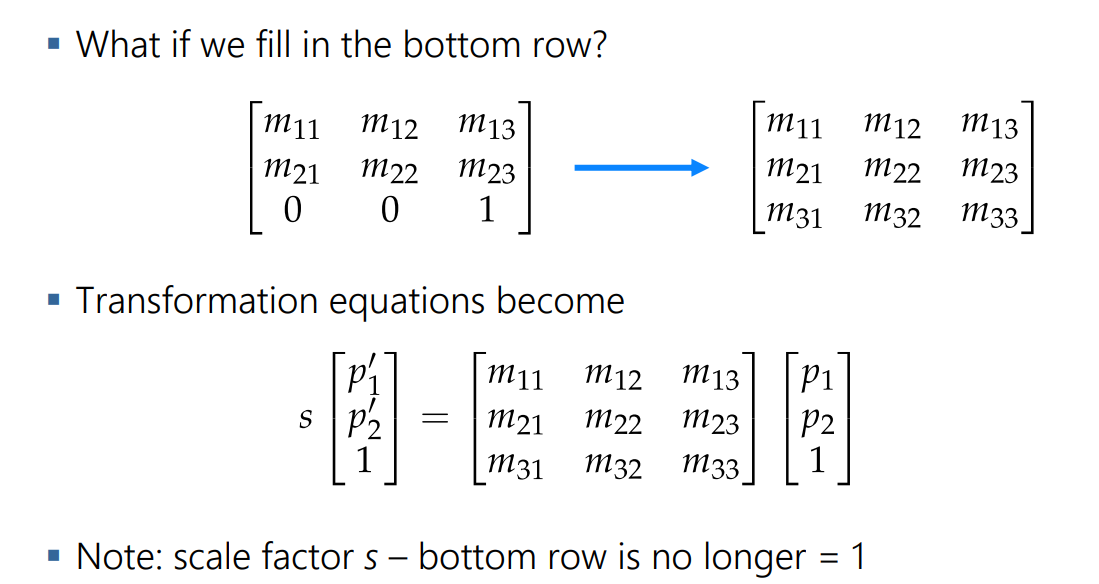 ▪ What if we fill in the bottom row?
[m₁₁ m₁₂ m₁₃] [m₁₁ m₁₂ m₁₃]
[m₂₁ m₂₂ m₂₃] → [m₂₁ m₂₂ m₂₃]
[0 0 1] [m₃₁ m₃₂ m₃₃]
▪ Transformation equations become
[p′₁] [m₁₁ m₁₂ m₁₃] [p₁]
s [p′₂] = [m₂₁ m₂₂ m₂₃] [p₂]
[1] [m₃₁ m₃₂ m₃₃] [1]
▪ Note: scale factor s – bottom row is no longer = 1